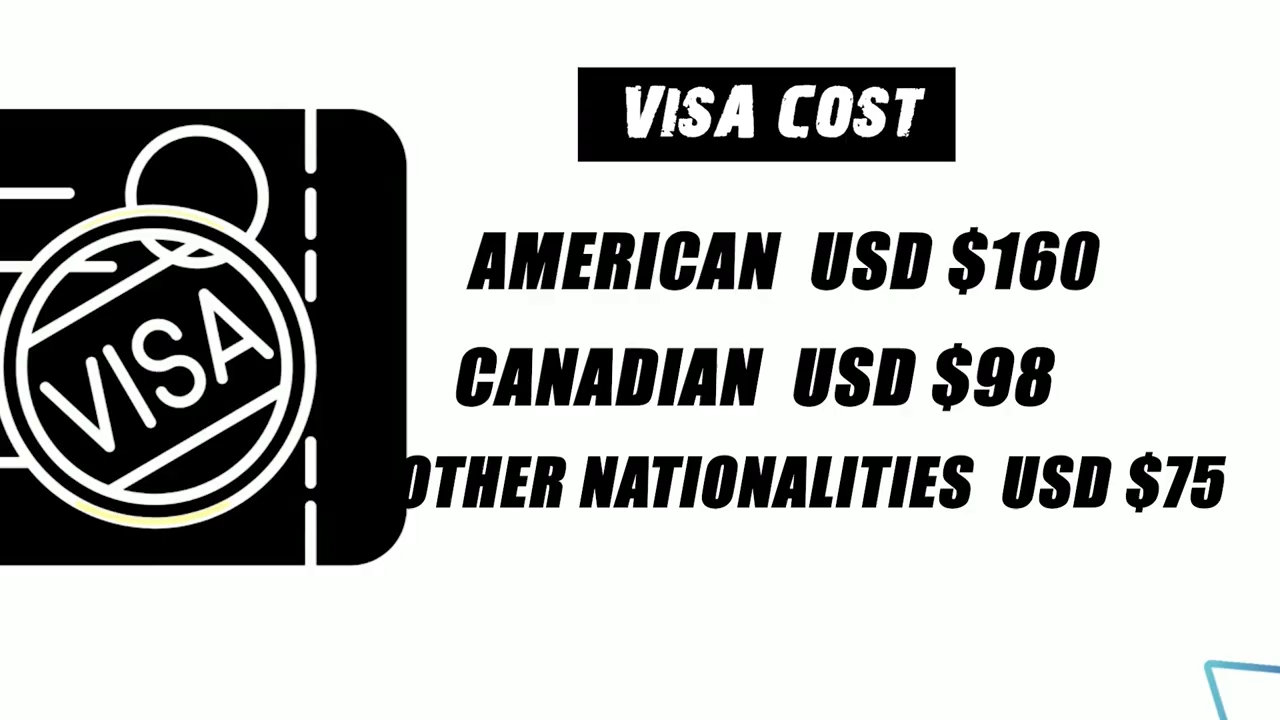 VISA COST
AMERICAN USD $160
CANADIAN USD $98
OTHER NATIONALITIES USD $75
VISA